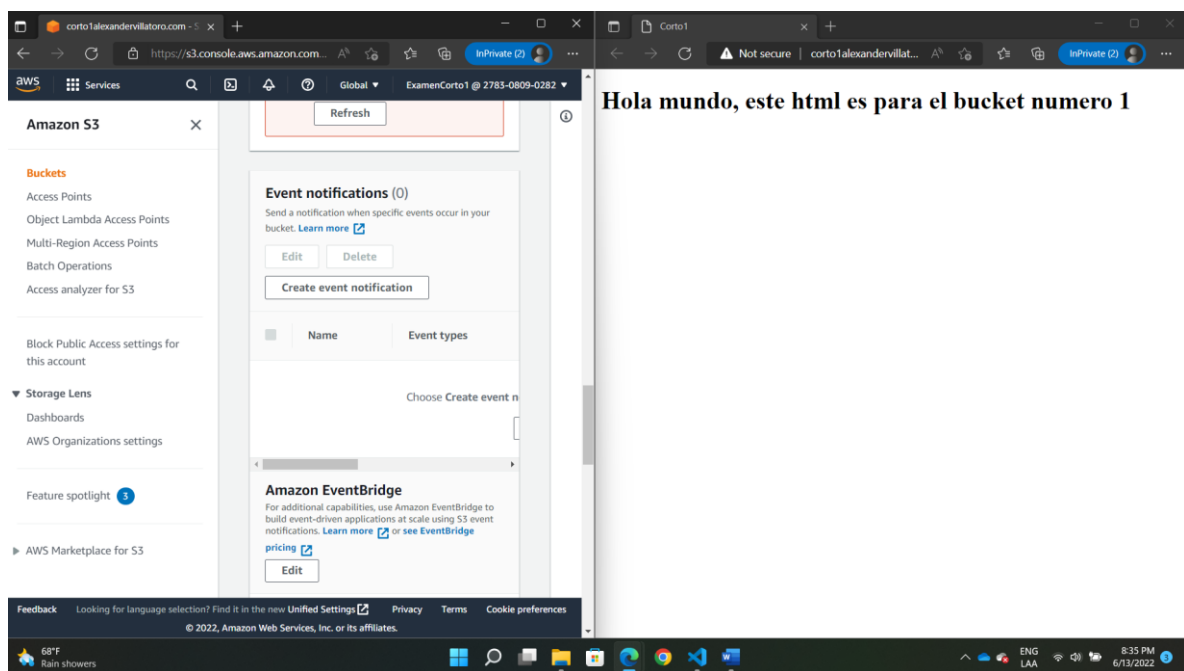 corto1alexandervillatoro.com - S
https://s3.console.aws.amazon.com...
InPrivate (2)
aws
Services
Global
ExamenCorto1 @ 2783-0809-0282
Amazon S3
Buckets
Access Points
Object Lambda Access Points
Multi-Region Access Points
Batch Operations
Access analyzer for S3
Block Public Access settings for
this account
Storage Lens
Dashboards
AWS Organizations settings
Feature spotlight 3
AWS Marketplace for S3
Refresh
Event notifications (0)
Send a notification when specific events occur in your
bucket. Learn more
Edit Delete
Create event notification
Name Event types
Choose Create event n
Amazon EventBridge
For additional capabilities, use Amazon EventBridge to
build event-driven applications at scale using S3 event
notifications. Learn more or see EventBridge
pricing
Edit
Feedback Looking for language selection? Find it in the new Unified Settings Privacy Terms Cookie preferences
© 2022, Amazon Web Services, Inc. or its affiliates.
Corto1
Not secure | corto1alexandervillat...
InPrivate (2)
Hola mundo, este html es para el bucket numero 1
68°F
Rain showers
ENG
LAA
8:35 PM
6/13/2022
3